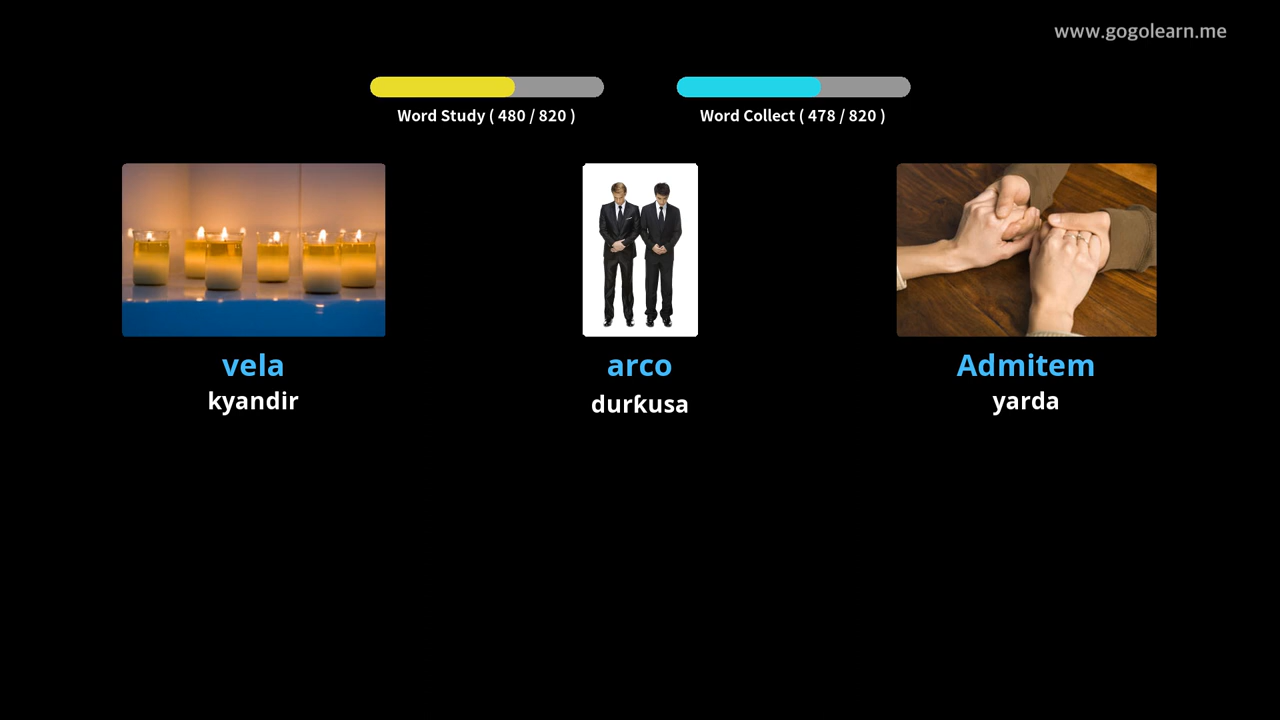 www.gogolearn.me
Word Study ( 480 / 820 )
Word Collect ( 478 / 820 )
vela
kyandir
arco
durƙusa
Admitem
yarda